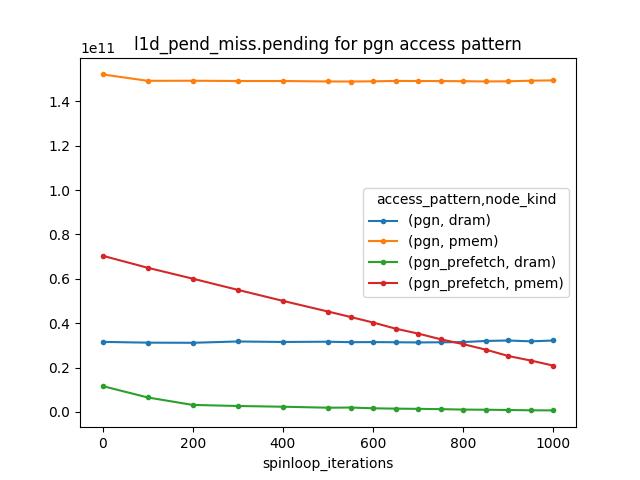 l1d_pend_miss.pending for pgn access pattern
1e11
1.4
1.2
1.0
0.8
0.6
0.4
0.2
0.0
access_pattern,node_kind
(pgn, dram)
(pgn, pmem)
(pgn_prefetch, dram)
(pgn_prefetch, pmem)
0 200 400 600 800 1000
spinloop_iterations